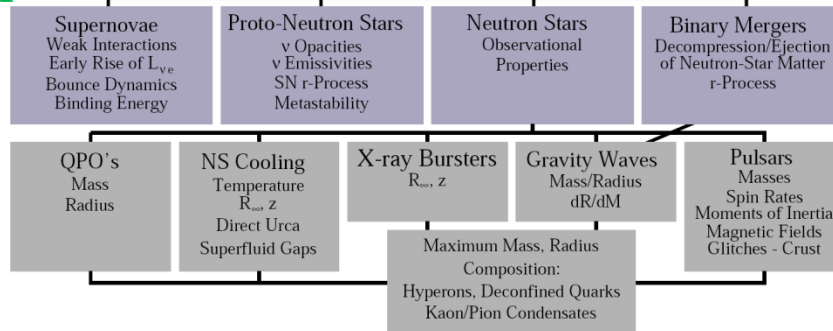 Supernovae
Weak Interactions
Early Rise of Lνe
Bounce Dynamics
Binding Energy
Proto-Neutron Stars
ν Opacities
ν Emissivities
SN r-Process
Metastability
Neutron Stars
Observational
Properties
Binary Mergers
Decompression/Ejection
of Neutron-Star Matter
r-Process
QPO's
Mass
Radius
NS Cooling
Temperature
R∞, z
Direct Urca
Superfluid Gaps
X-ray Bursters
R∞, z
Gravity Waves
Mass/Radius
dR/dM
Pulsars
Masses
Spin Rates
Moments of Inertia
Magnetic Fields
Glitches - Crust
Maximum Mass, Radius
Composition:
Hyperons, Deconfined Quarks
Kaon/Pion Condensates